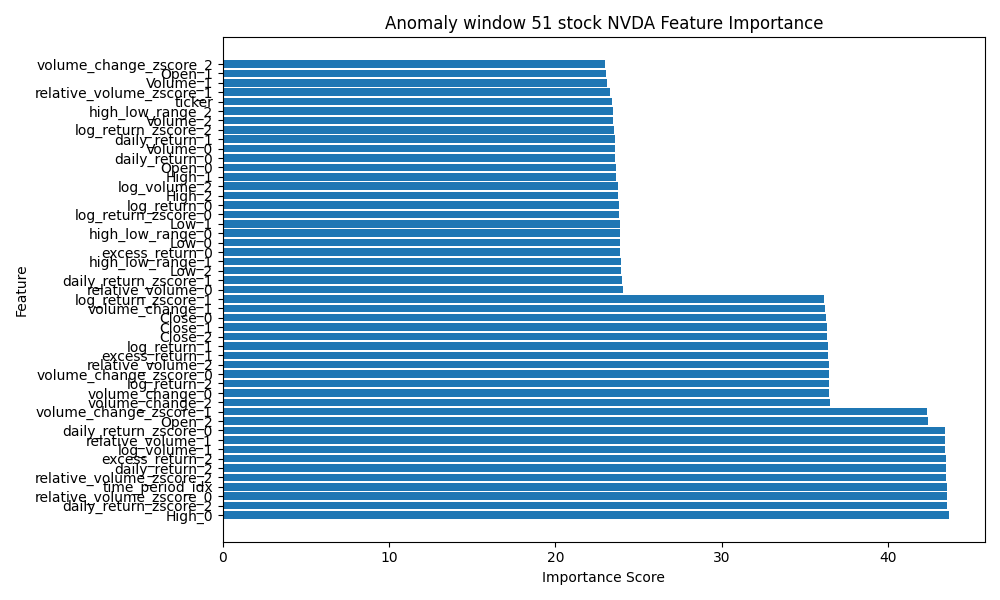 Anomaly window 51 stock NVDA Feature Importance
volume_change_zscore_2
Open_1
Volume_1
relative_volume_zscore_1
ticker
high_low_range_2
Volume_2
log_return_zscore_2
daily_return_1
Volume_0
daily_return_0
Open_0
High_1
log_volume_2
High_2
log_return_0
log_return_zscore_0
Low_1
high_low_range_0
Low_0
excess_return_0
high_low_range_1
Low_2
daily_return_zscore_1
relative_volume_0
log_return_zscore_1
volume_change_1
Close_0
Close_1
Close_2
log_return_1
excess_return_1
relative_volume_2
volume_change_zscore_0
log_return_2
volume_change_0
volume_change_2
volume_change_zscore_1
Open_2
daily_return_zscore_0
relative_volume_1
log_volume_1
excess_return_2
daily_return_2
relative_volume_zscore_2
time_period_idx
relative_volume_zscore_0
daily_return_zscore_2
High_0
Feature
0 10 20 30 40
Importance Score